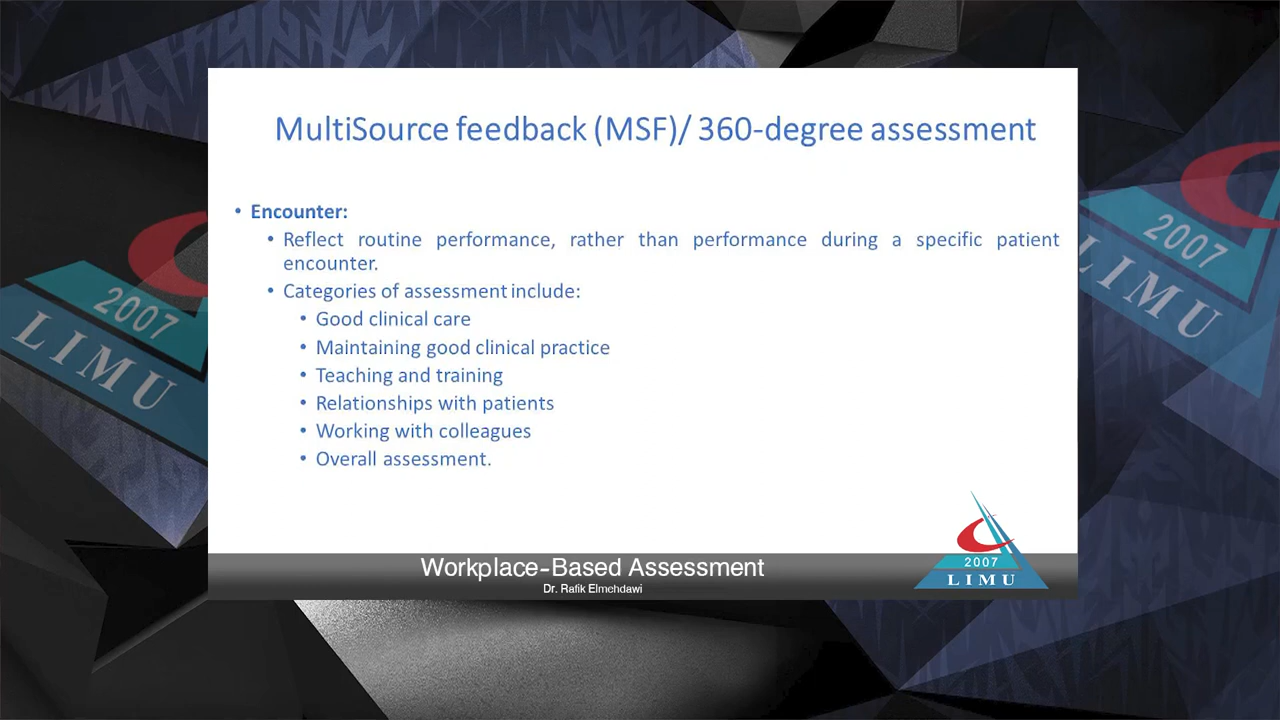 MultiSource feedback (MSF)/ 360-degree assessment
• Encounter:
• Reflect routine performance, rather than performance during a specific patient
encounter.
• Categories of assessment include:
• Good clinical care
• Maintaining good clinical practice
• Teaching and training
• Relationships with patients
• Working with colleagues
• Overall assessment.
Workplace-Based Assessment
Dr. Rafik Elmehdawi
2007
LIMU
2007
LIMU
2007
LIMU